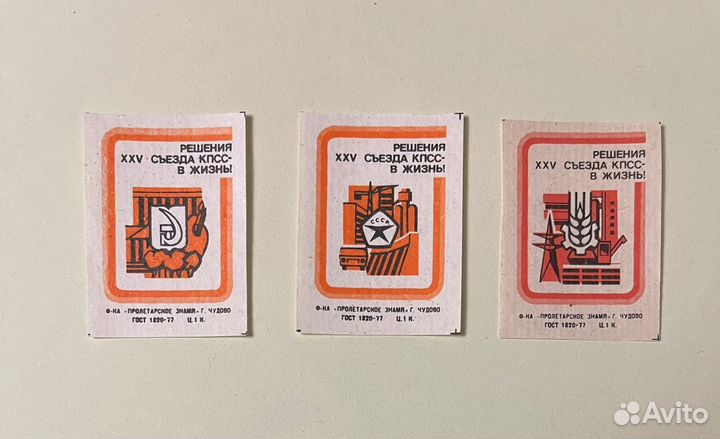 РЕШЕНИЯ
XXV СЪЕЗДА КПСС-
В ЖИЗНЬ!
Ф-КА «ПРОЛЕТАРСКОЕ ЗНАМЯ» Г. ЧУДОВО
ГОСТ 1820-77 Ц.1 К.
РЕШЕНИЯ
XXV СЪЕЗДА КПСС-
В ЖИЗНЬ!
СССР
Ф-КА «ПРОЛЕТАРСКОЕ ЗНАМЯ» Г. ЧУДОВО
ГОСТ 1820-77 Ц.1 К.
РЕШЕНИЯ
XXV СЪЕЗДА КПСС-
В ЖИЗНЬ!
Ф-КА «ПРОЛЕТАРСКОЕ ЗНАМЯ» Г. ЧУДОВО
ГОСТ 1820-77 Ц.1 К.
Avito